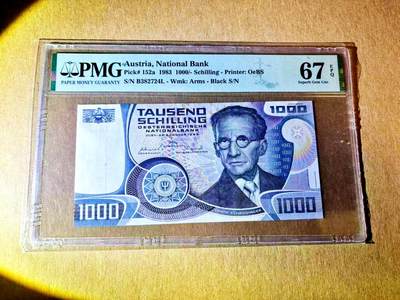 PMG
PAPER MONEY GUARANTY
Austria, National Bank
Pick# 152a 1983 1000/- Schilling - Printer: OeBS
S/N B382724L - Wmk: Arms - Black S/N
67 EPQ
Superb Gem Unc
TAUSEND
SCHILLING
OESTERREICHISCHE
NATIONALBANK
1000
1000
1000